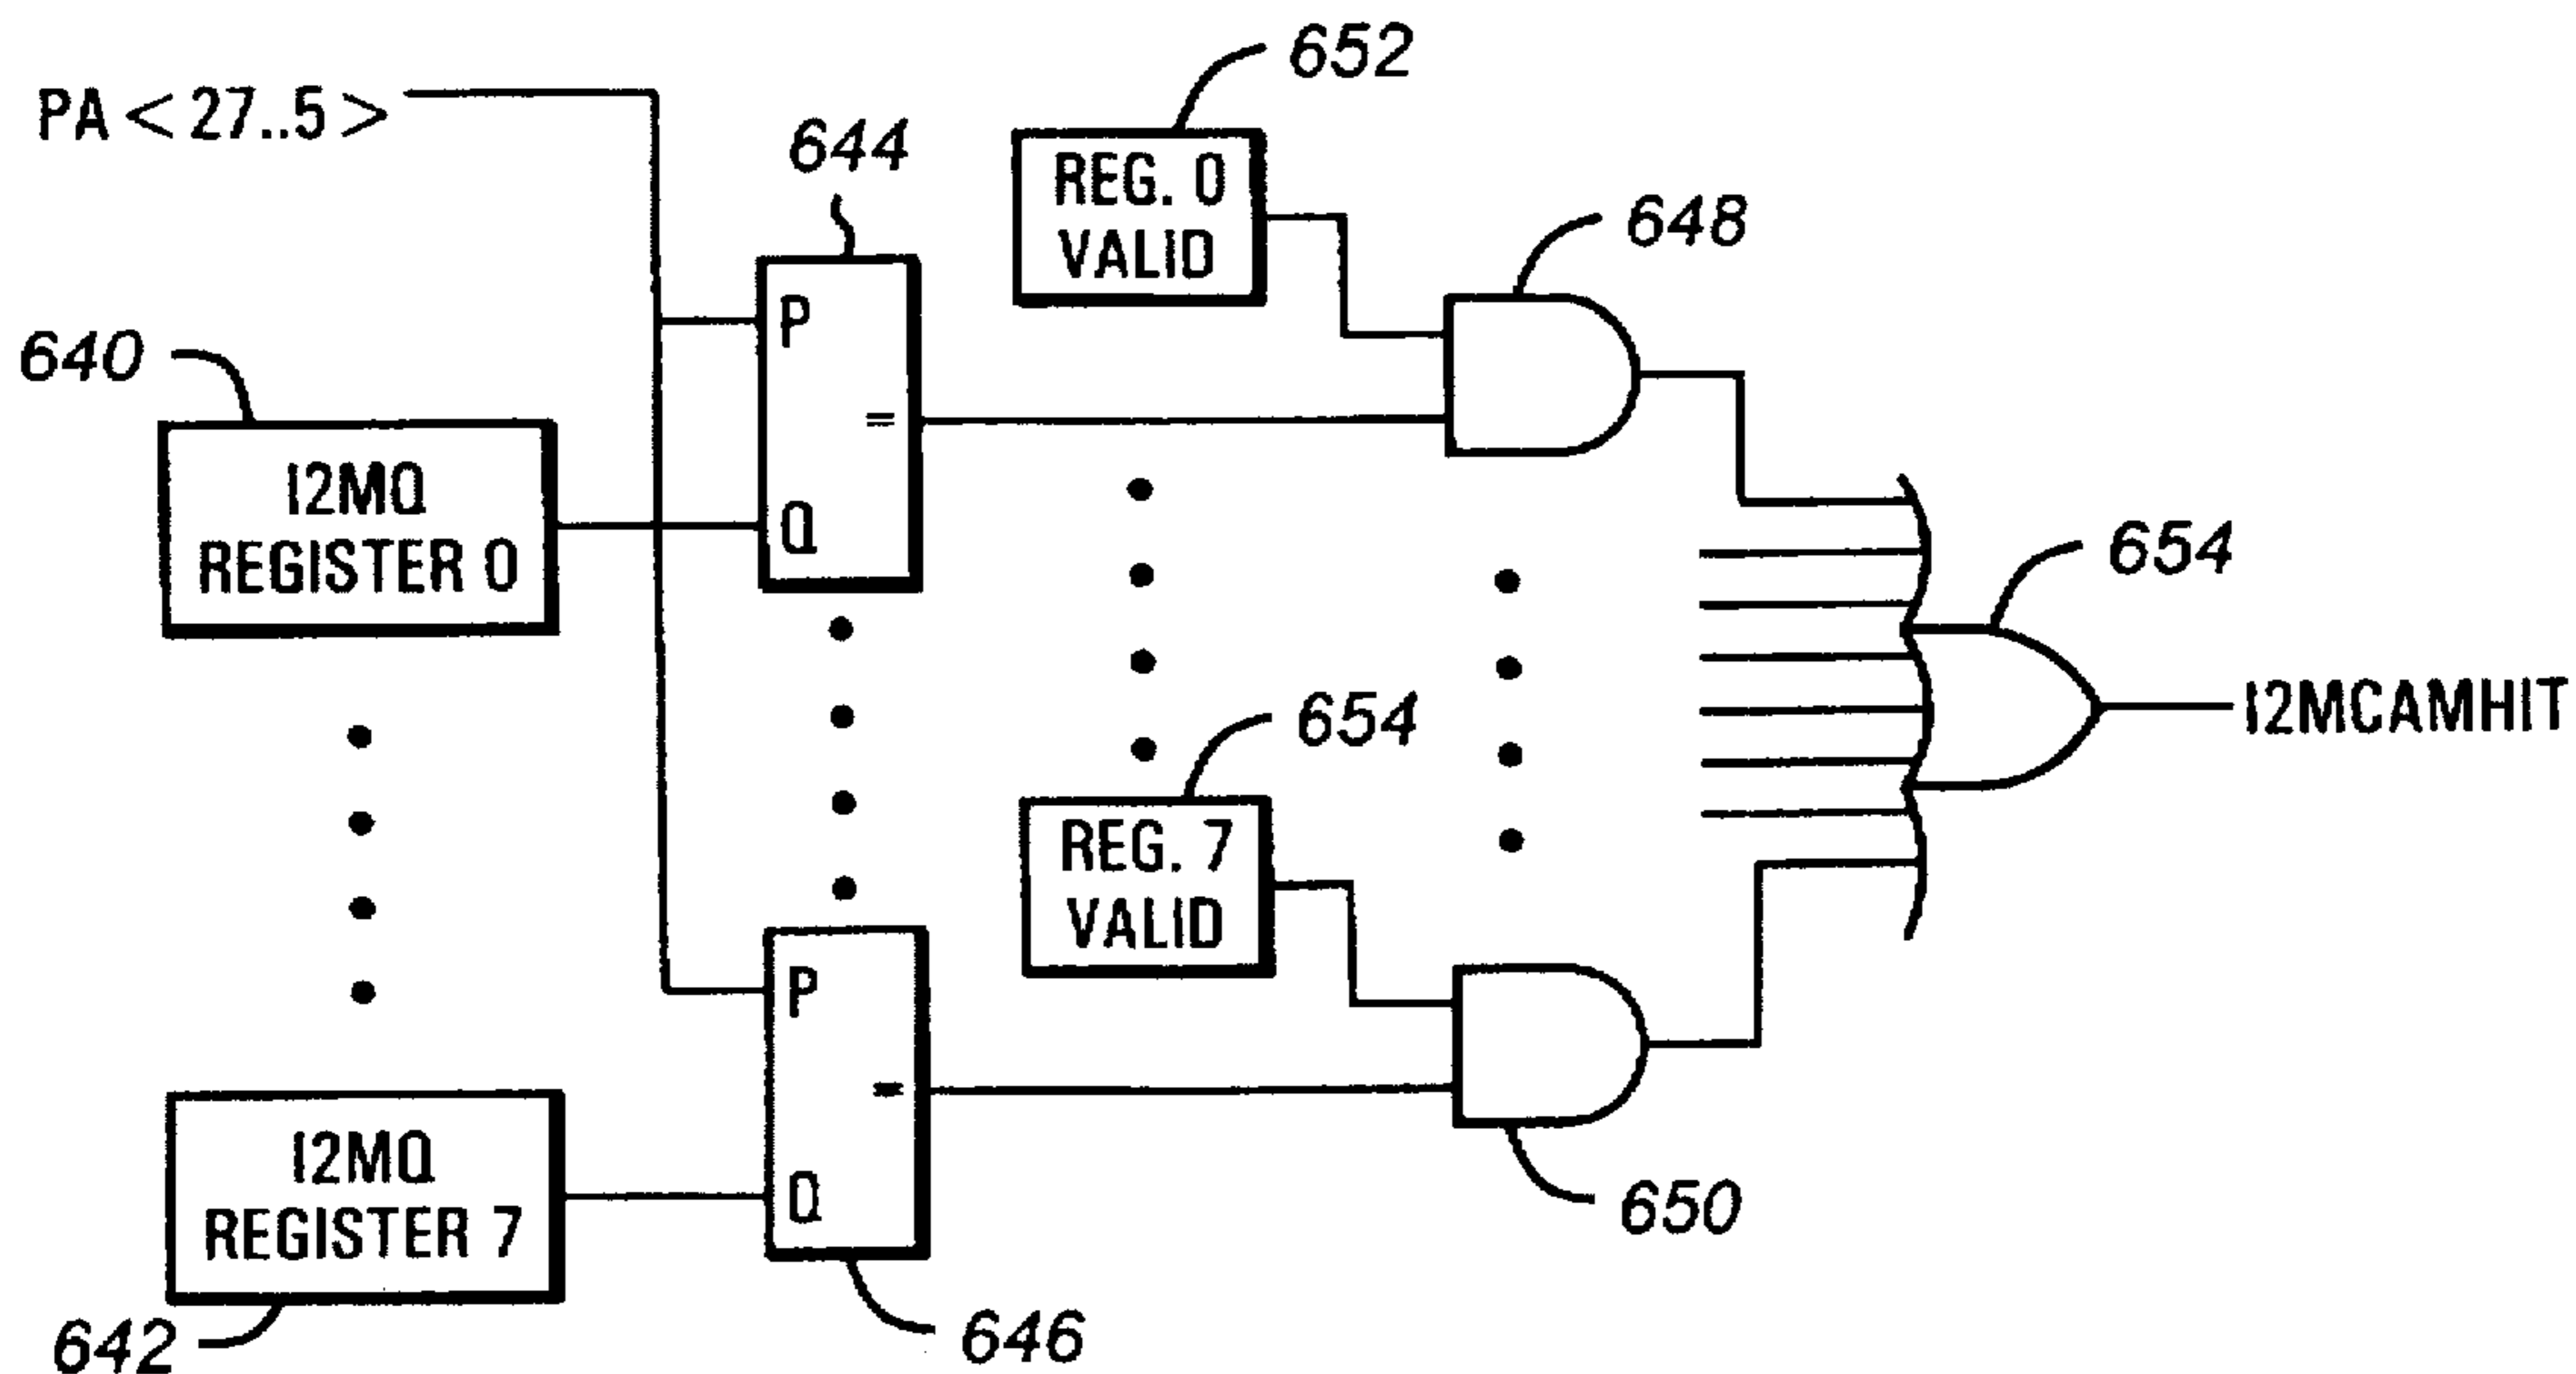 652
PA < 27..5 >
644
REG. 0
VALID
648
640
P
=
Q
I2MQ
REGISTER 0
654
654
I2MCAMHIT
REG. 7
VALID
P
=
Q
I2MQ
REGISTER 7
650
642
646